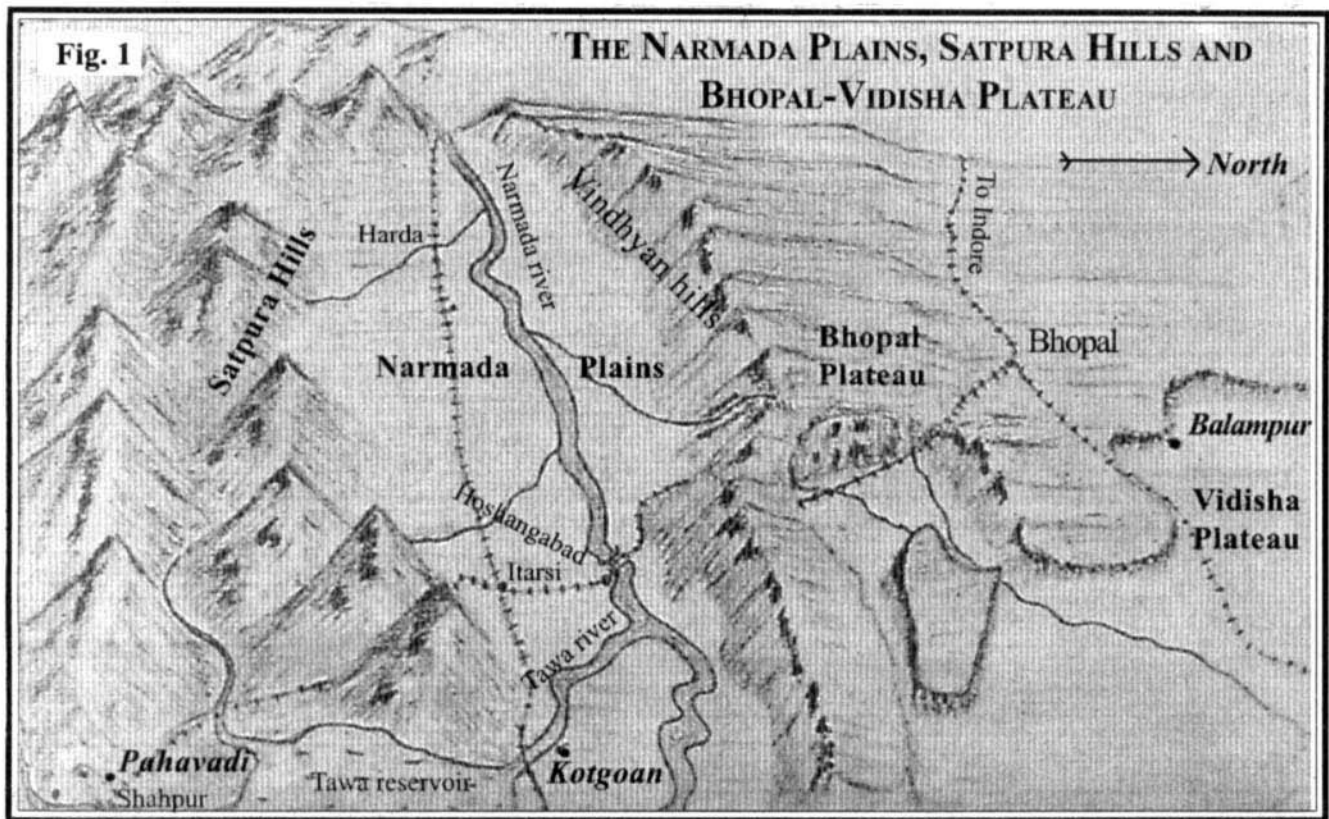 Fig. 1
THE NARMADA PLAINS, SATPURA HILLS AND
BHOPAL-VIDISHA PLATEAU
North
To Indore
Narmada river
Vindhyan hills
Harda
Satpura Hills
Narmada Plains
Bhopal
Plateau
Bhopal
Balampur
Vidisha
Plateau
Hoshangabad
Itarsi
Tawa river
Pahavadi
Shahpur
Tawa reservoir
Kotgoan